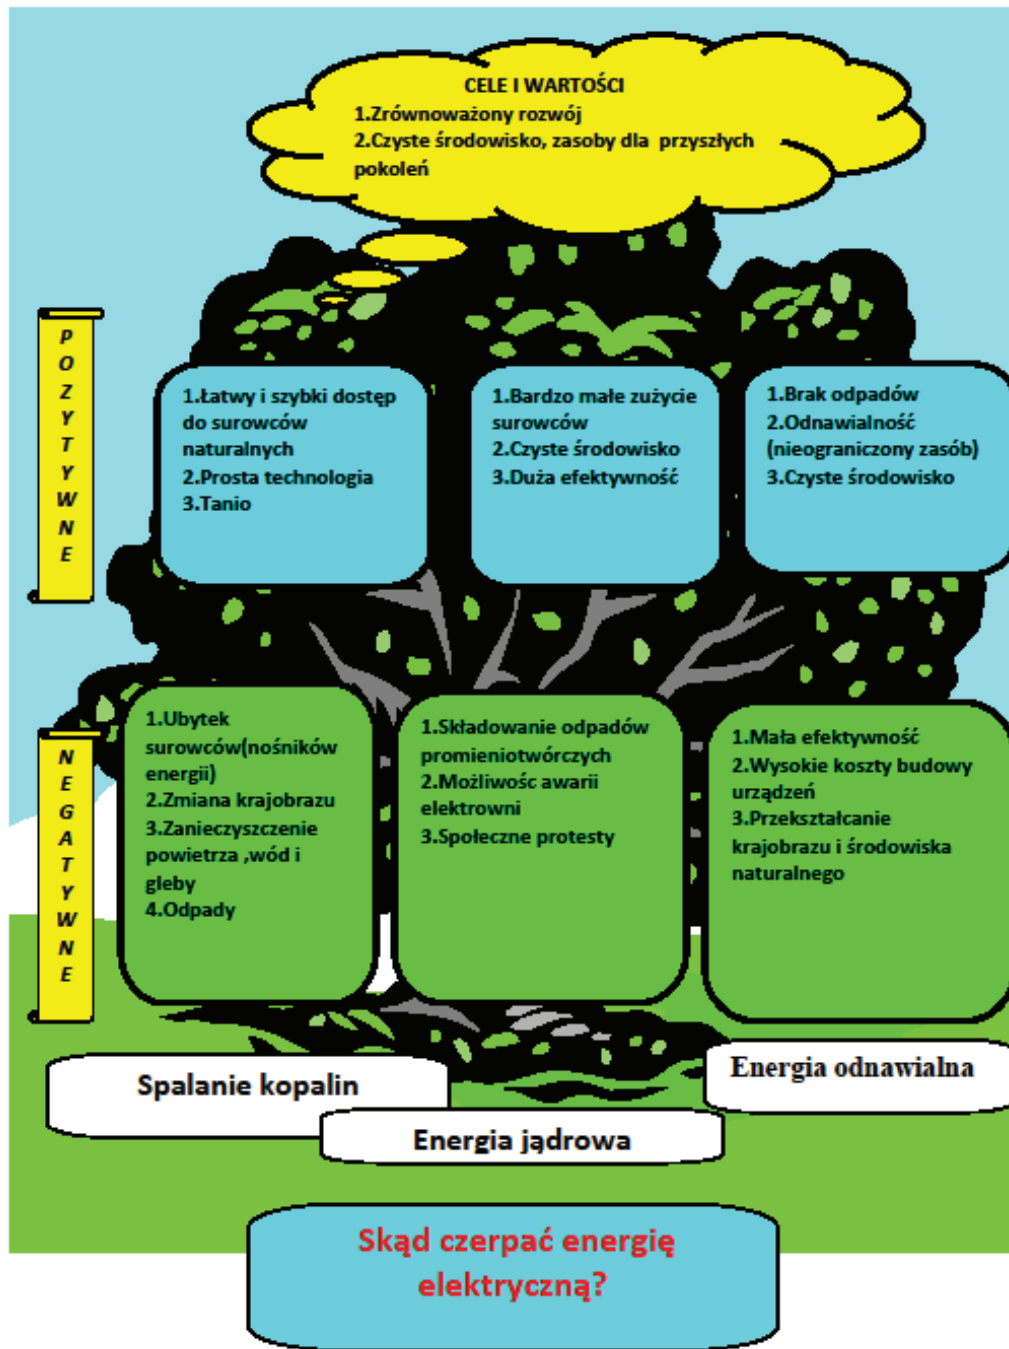 CELE I WARTOŚCI
1.Zrównoważony rozwój
2.Czyste środowisko, zasoby dla przyszłych
pokoleń
POZYTYWNE
1.Łatwy i szybki dostęp
do surowców
naturalnych
2.Prosta technologia
3.Tanio
1.Bardzo małe zużycie
surowców
2.Czyste środowisko
3.Duża efektywność
1.Brak odpadów
2.Odnawialność
(nieograniczony zasób)
3.Czyste środowisko
NEGATYWNE
1.Ubytek
surowców(nośników
energii)
2.Zmiana krajobrazu
3.Zanieczyszczenie
powietrza ,wód i
gleby
4.Odpady
1.Składowanie odpadów
promieniotwórczych
2.Możliwośc awarii
elektrowni
3.Społeczne protesty
1.Mała efektywność
2.Wysokie koszty budowy
urządzeń
3.Przekształcanie
krajobrazu i środowiska
naturalnego
Spalanie kopalin
Energia jądrowa
Energia odnawialna
Skąd czerpać energię
elektryczną?